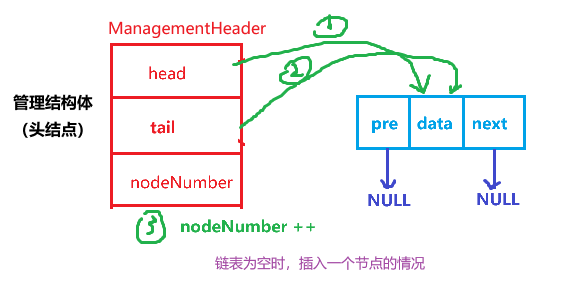 ManagementHeader
管理结构体
(头结点)
head
tail
nodeNumber
①
②
pre data next
NULL NULL
③ nodeNumber ++
链表为空时，插入一个节点的情况